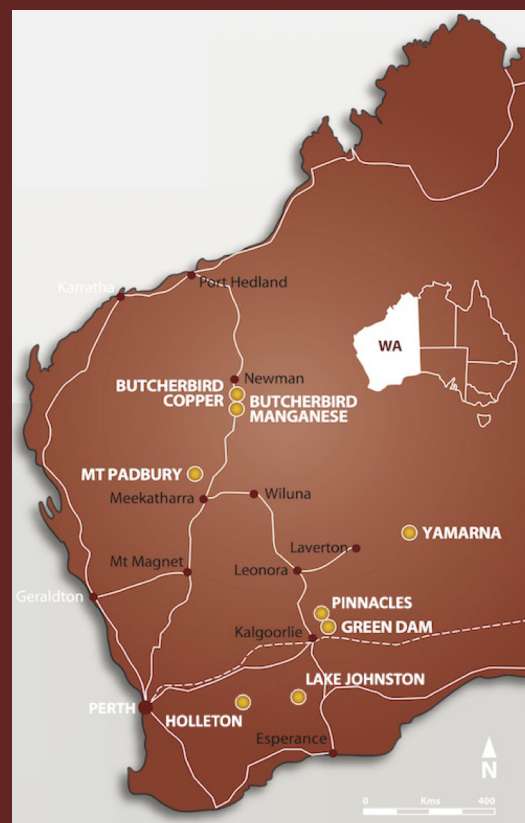 Karratha
Port Hedland
WA
Newman
BUTCHERBIRD
COPPER
BUTCHERBIRD
MANGANESE
MT PADBURY
Meekatharra
Wiluna
YAMARNA
Laverton
Mt Magnet
Leonora
Geraldton
PINNACLES
GREEN DAM
Kalgoorlie
LAKE JOHNSTON
PERTH
HOLLETON
Esperance
N
0 Kms 400